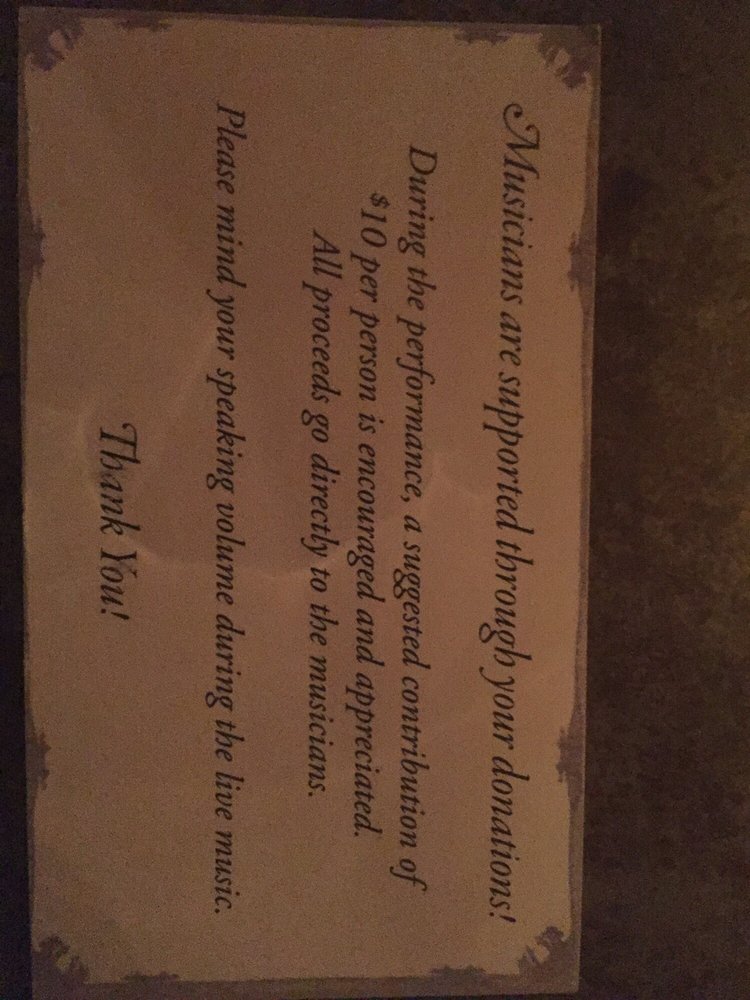 Musicians are supported through your donations!
During the performance, a suggested contribution of
$10 per person is encouraged and appreciated.
All proceeds go directly to the musicians.
Please mind your speaking volume during the live music.
Thank You!